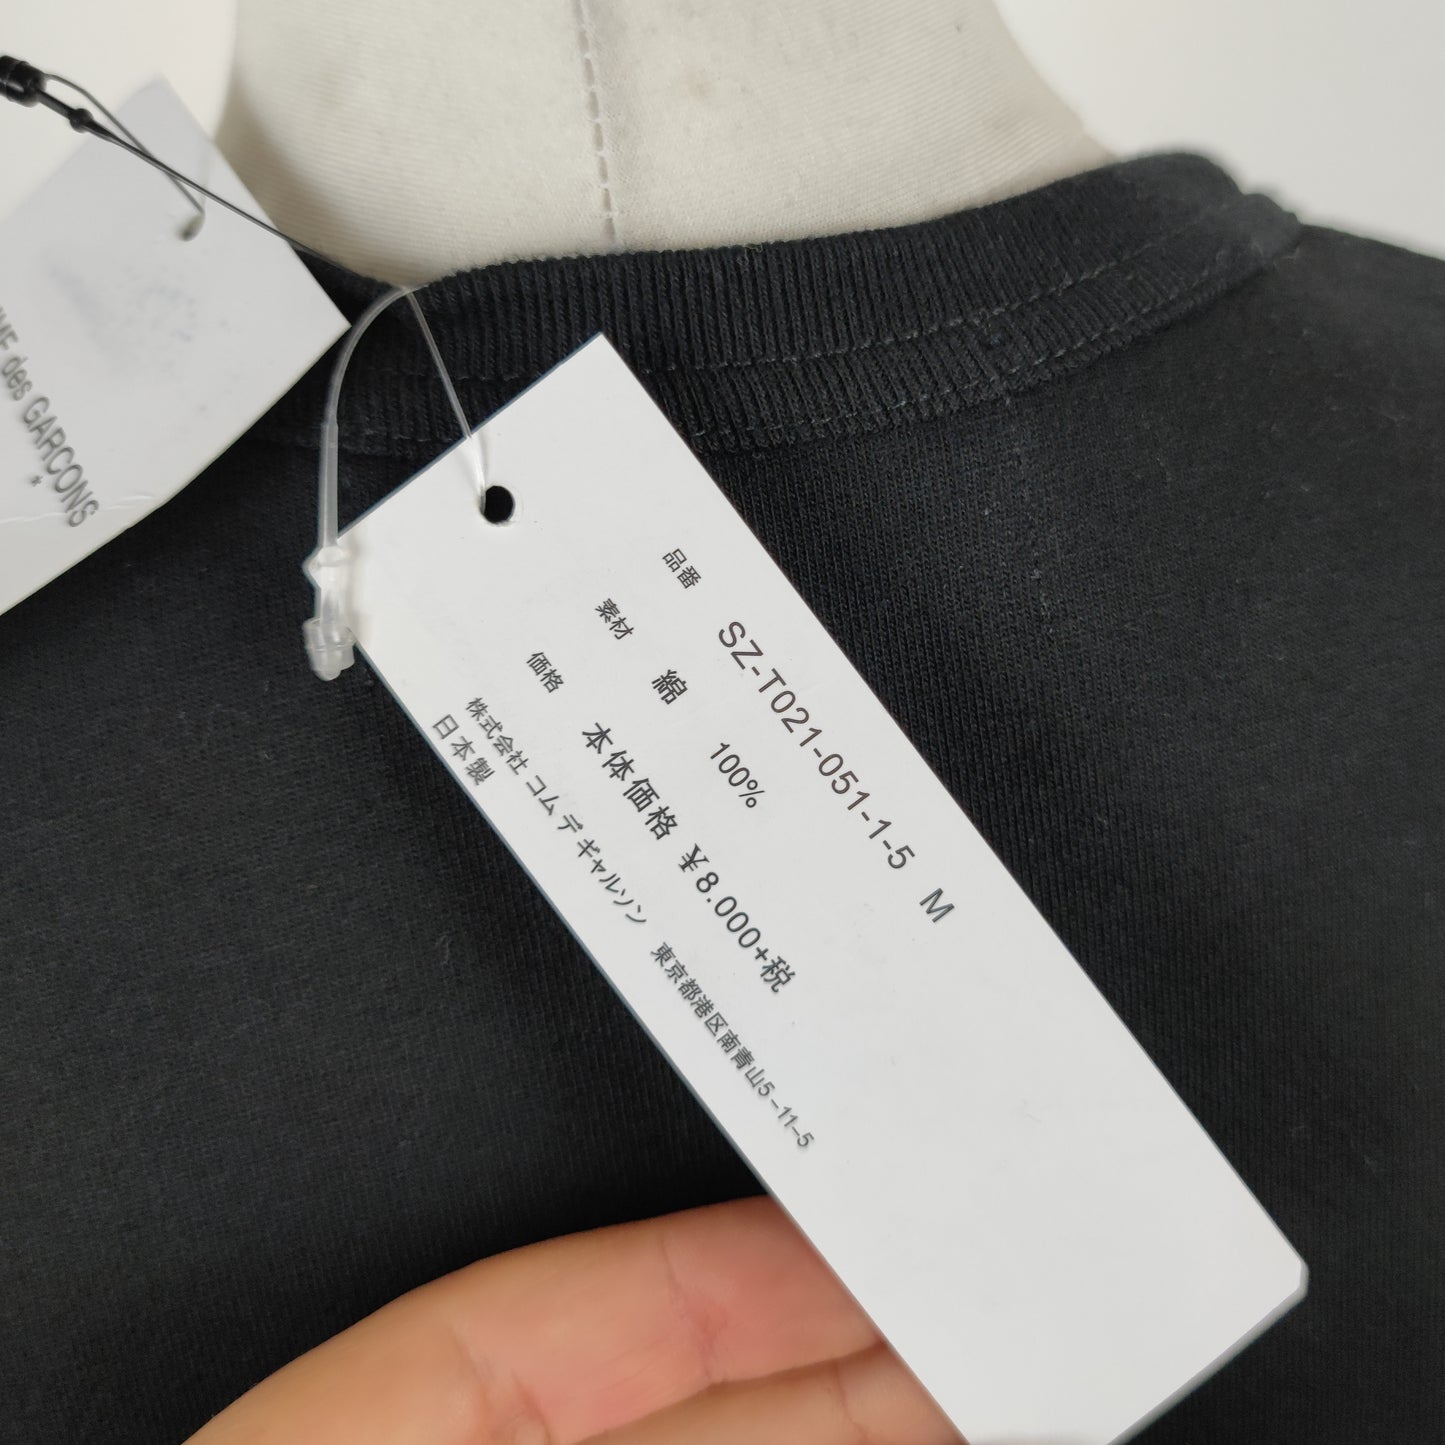 des GARCONS
*
品番 SZ-T021-051-1-5 M
素材 綿 100%
価格 本体価格 ¥8.000+税
株式会社 コム デ ギャルソン 東京都港区南青山5-11-5
日本製